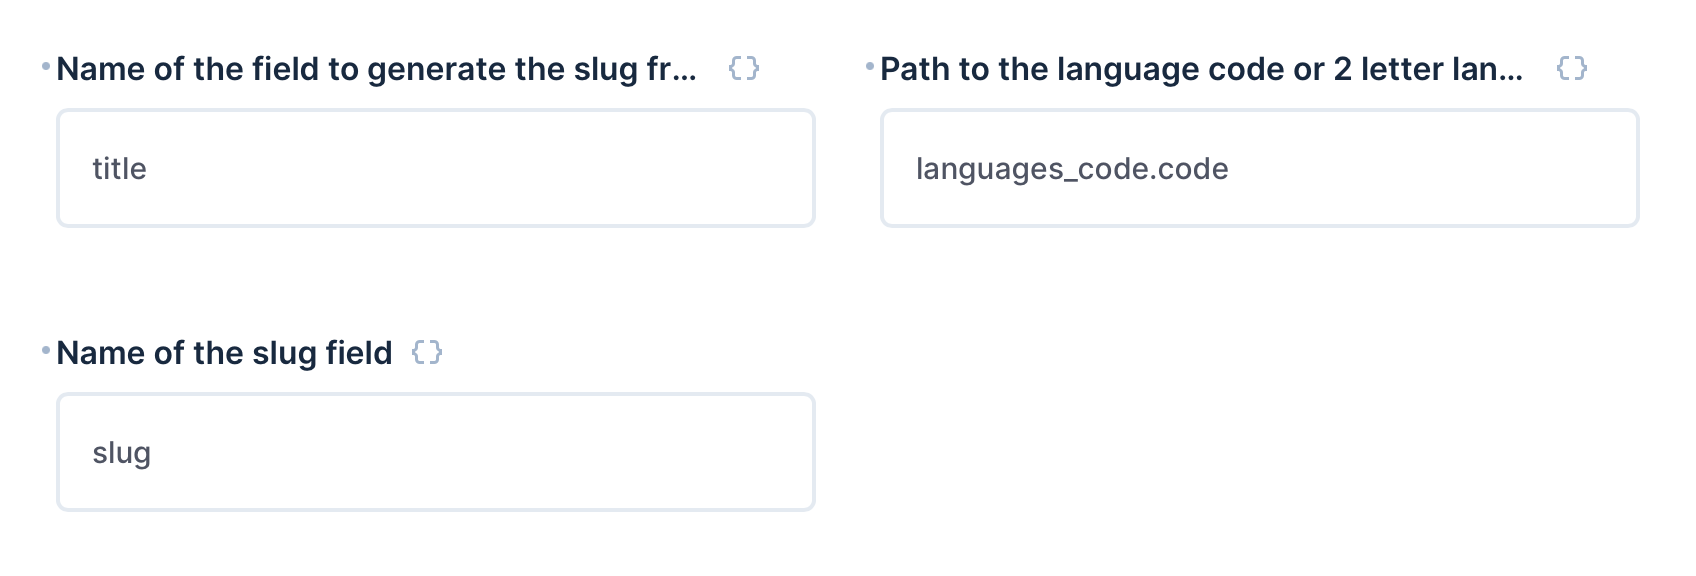 Name of the field to generate the slug fr... {}
Path to the language code or 2 letter lan... {}
title
languages_code.code
Name of the slug field {}
slug